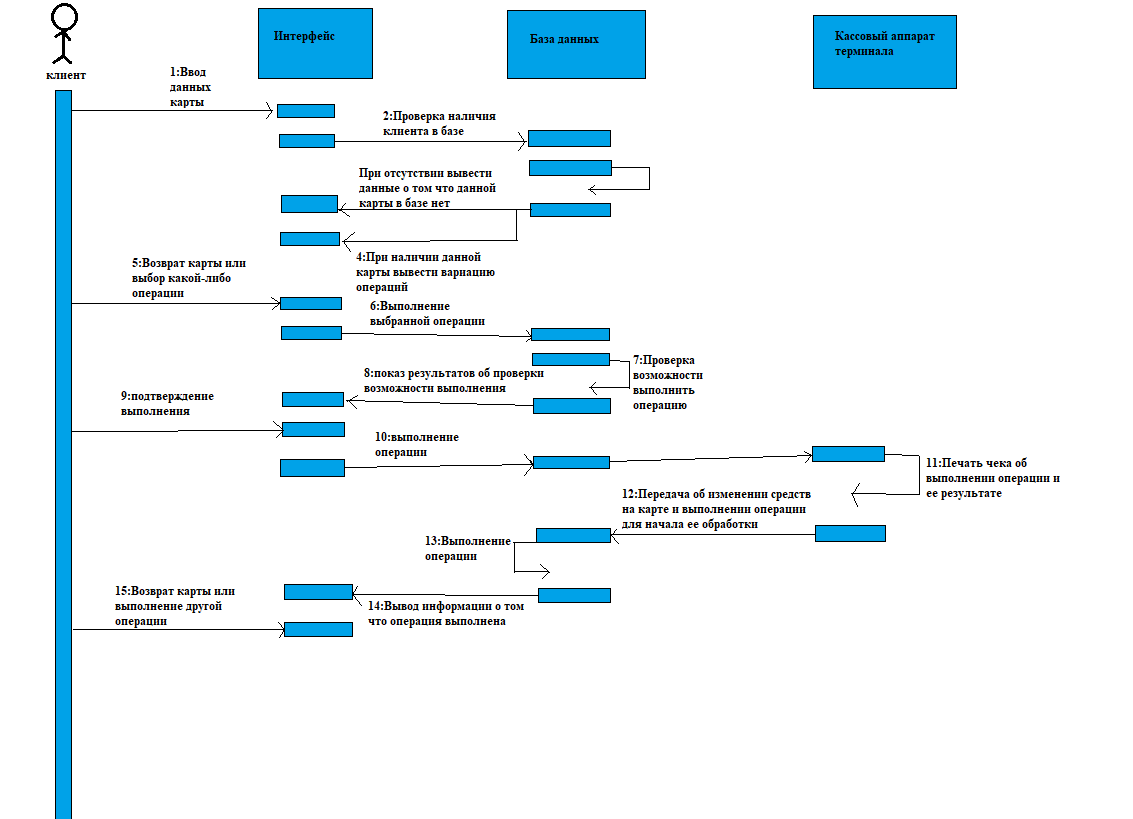 клиент
Интерфейс
База данных
Кассовый аппарат
терминала
1:Ввод
данных
карты
2:Проверка наличия
клиента в базе
При отсутствии вывести
данные о том что данной
карты в базе нет
4:При наличии данной
карты вывести вариацию
операций
5:Возврат карты или
выбор какой-либо
операции
6:Выполнение
выбранной операции
7:Проверка
возможности
выполнить
операцию
8:показ результатов об проверки
возможности выполнения
9:подтверждение
выполнения
10:выполнение
операции
11:Печать чека об
выполнении операции и
ее результате
12:Передача об изменении средств
на карте и выполнении операции
для начала ее обработки
13:Выполнение
операции
14:Вывод информации о том
что операция выполнена
15:Возврат карты или
выполнение другой
операции